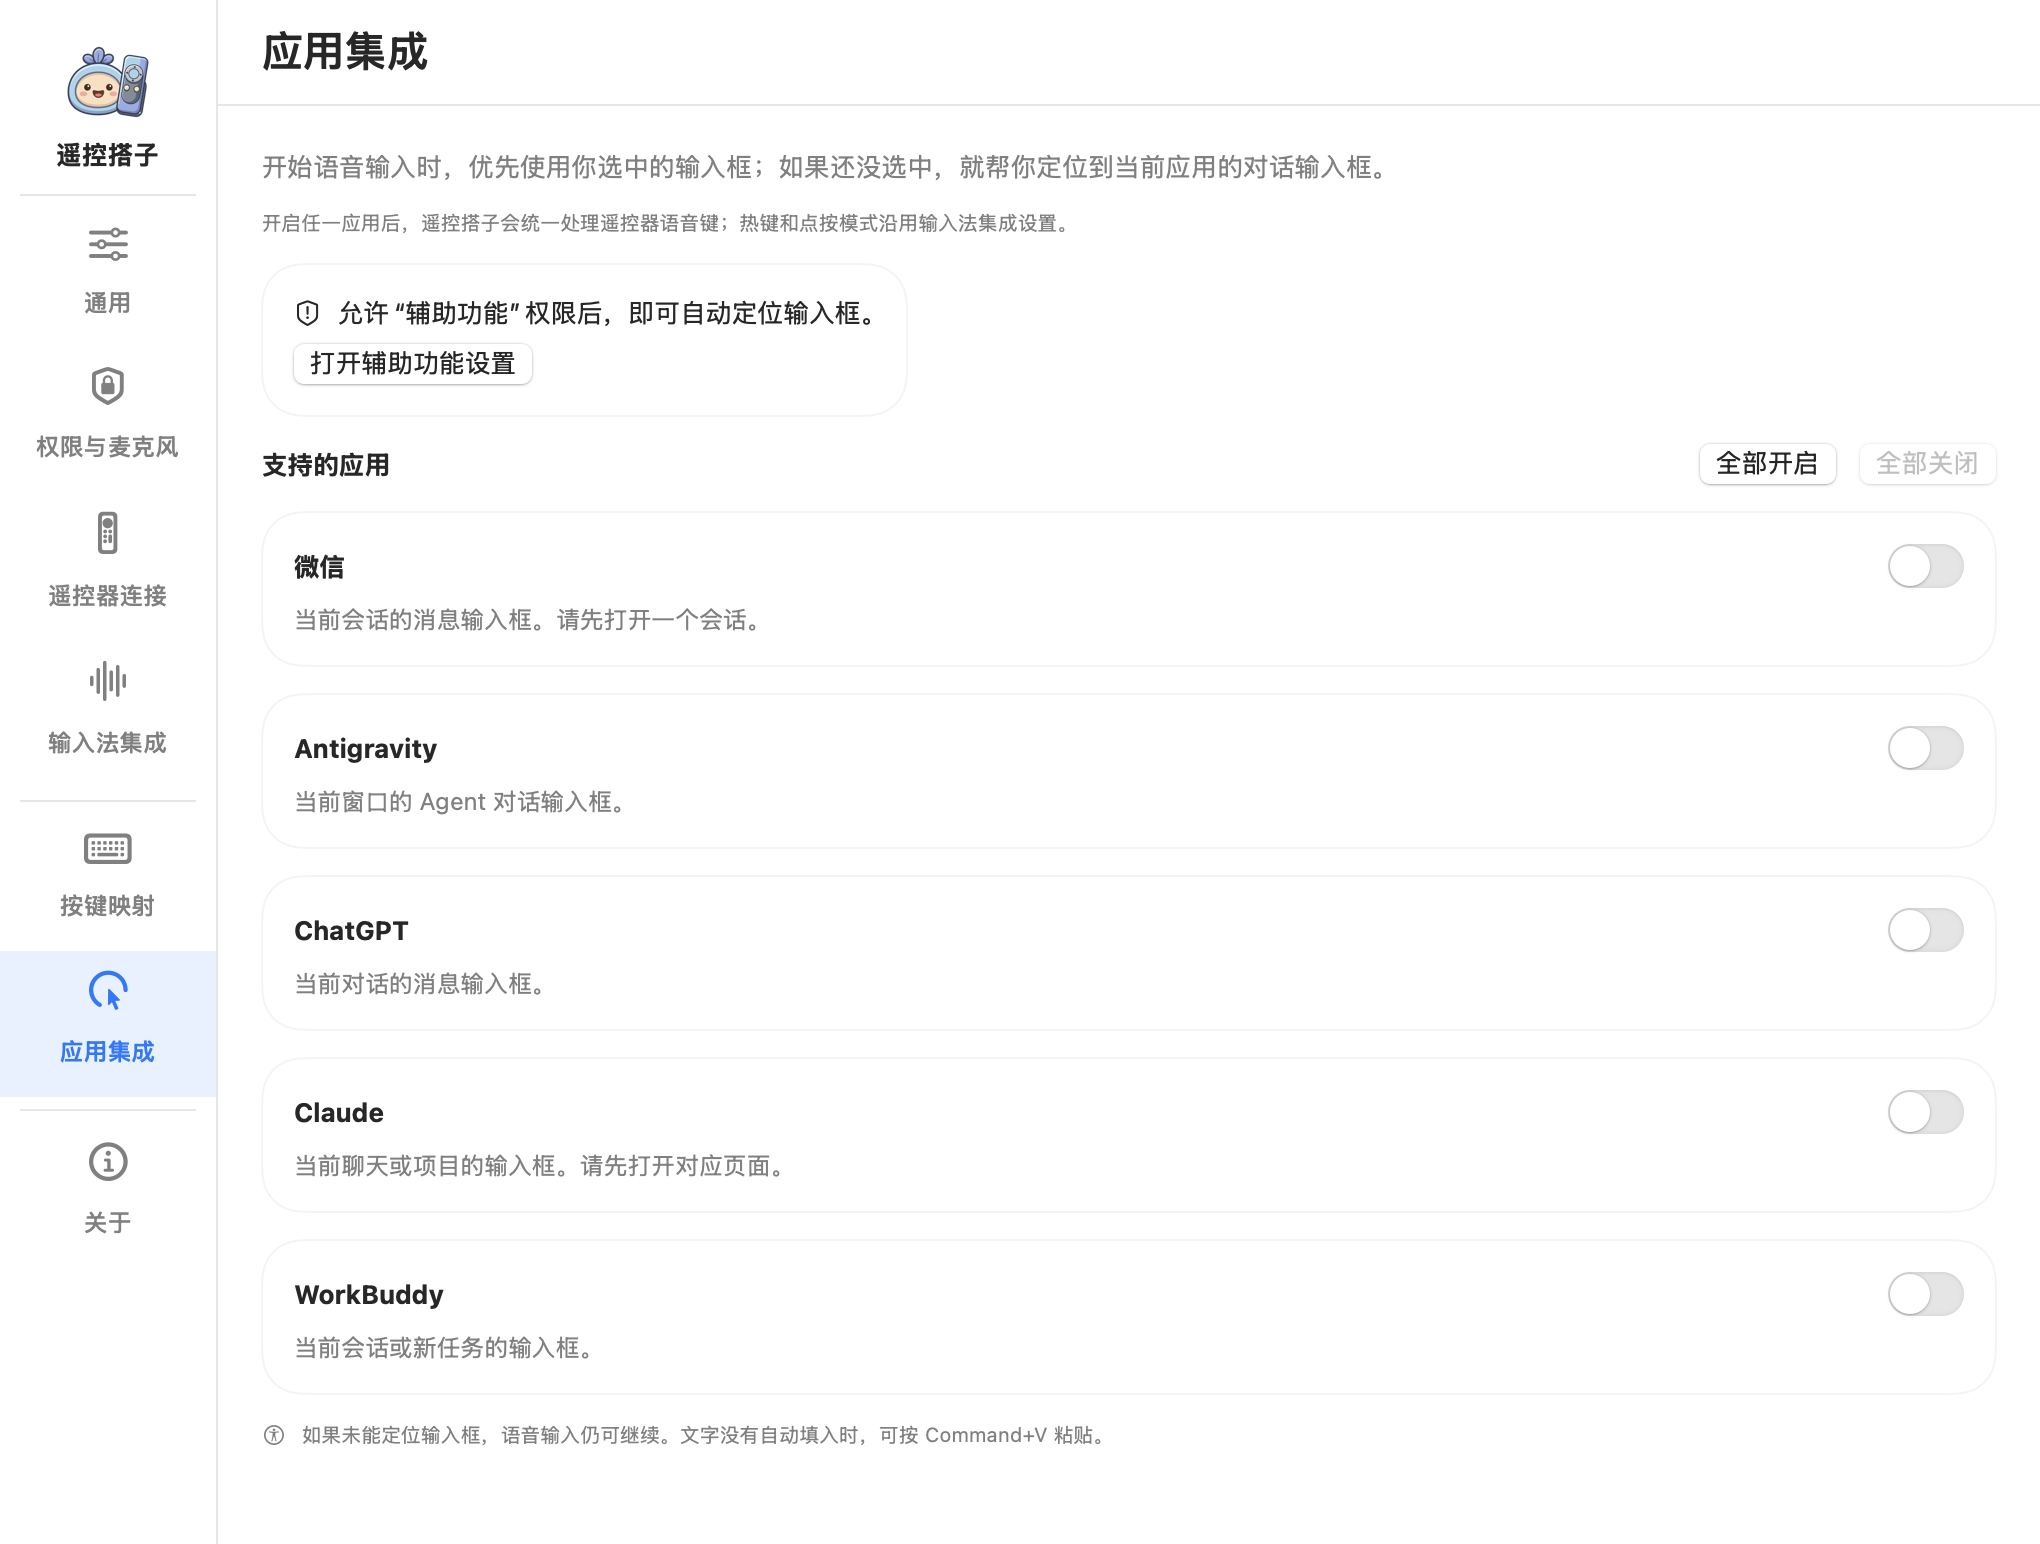 遥控搭子
通用
权限与麦克风
遥控器连接
输入法集成
按键映射
应用集成
关于
应用集成
开始语音输入时，优先使用你选中的输入框；如果还没选中，就帮你定位到当前应用的对话输入框。
开启任一应用后，遥控搭子会统一处理遥控器语音键；热键和点按模式沿用输入法集成设置。
允许“辅助功能”权限后，即可自动定位输入框。
打开辅助功能设置
支持的应用
全部开启
全部关闭
微信
当前会话的消息输入框。请先打开一个会话。
Antigravity
当前窗口的 Agent 对话输入框。
ChatGPT
当前对话的消息输入框。
Claude
当前聊天或项目的输入框。请先打开对应页面。
WorkBuddy
当前会话或新任务的输入框。
如果未能定位输入框，语音输入仍可继续。文字没有自动填入时，可按 Command+V 粘贴。